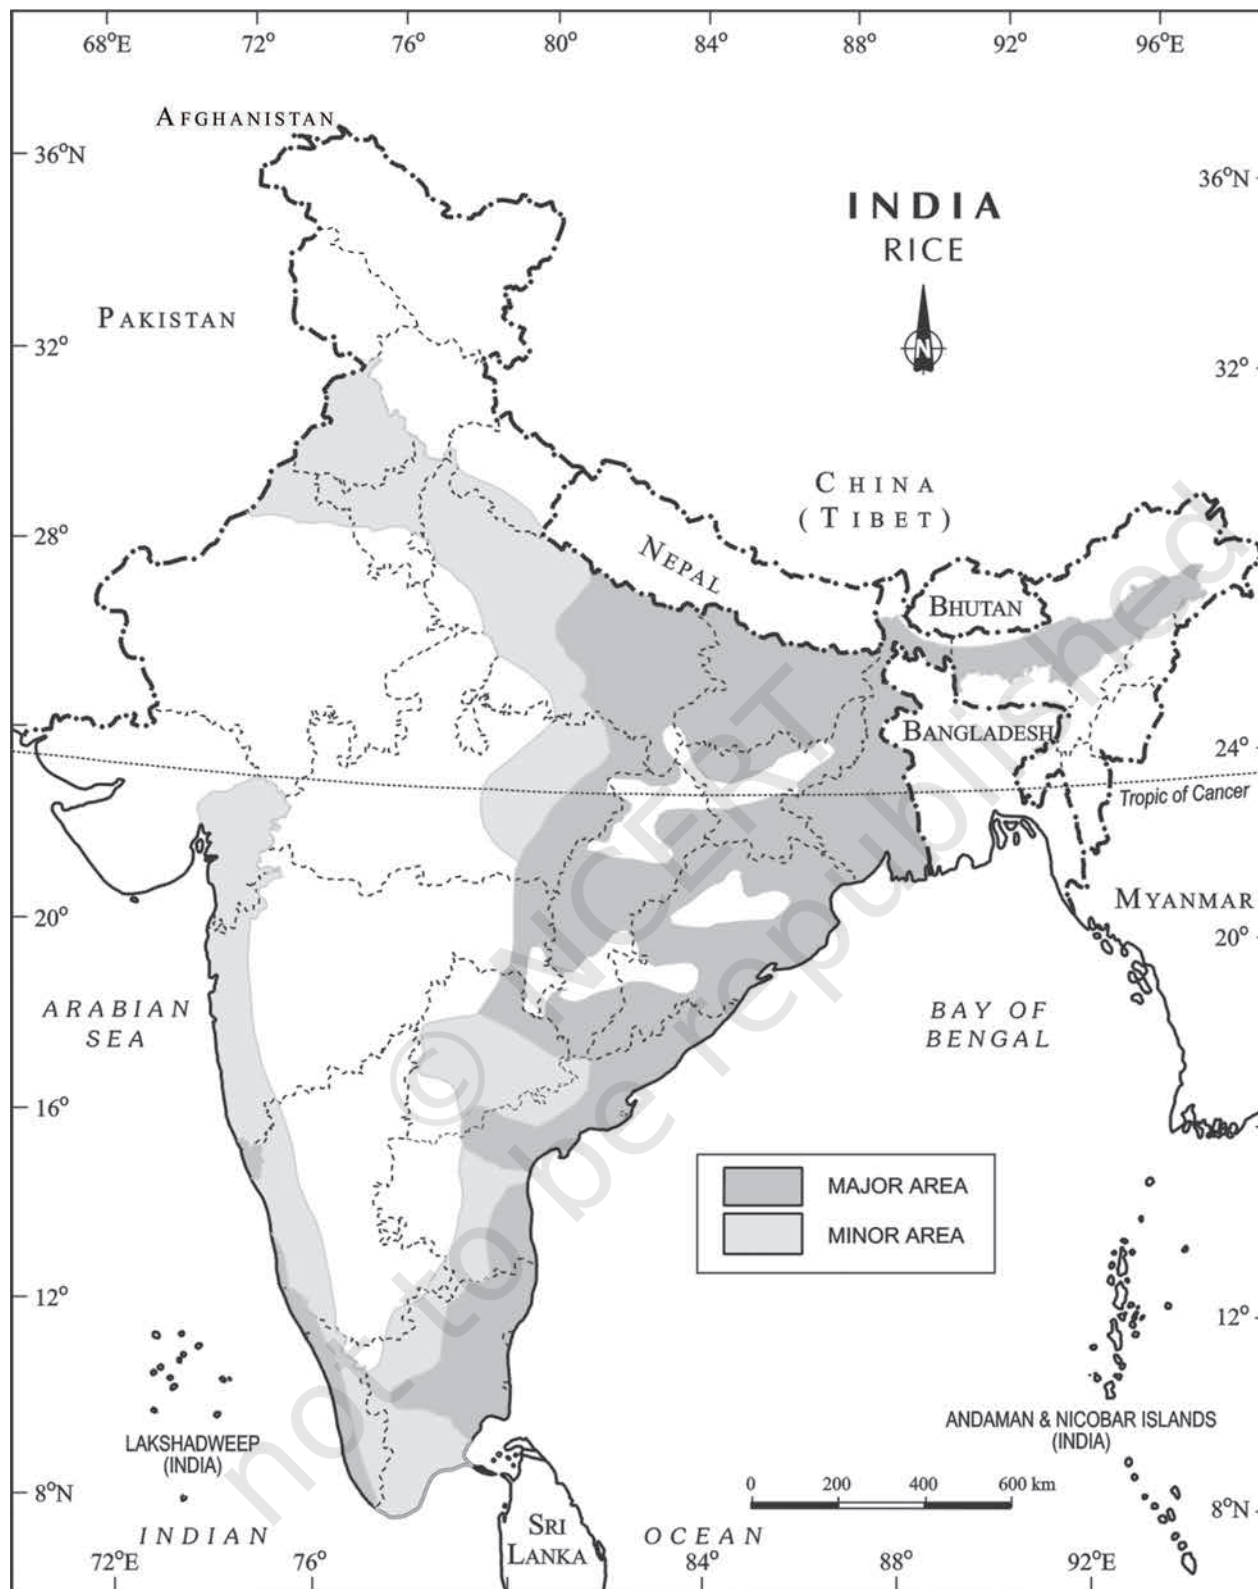 68°E 72° 76° 80° 84° 88° 92° 96°E
AFGHANISTAN
36°N
36°N
INDIA
RICE
N
PAKISTAN
32°
32°
CHINA
(TIBET)
NEPAL
28°
BHUTAN
BANGLADESH
24°
Tropic of Cancer
MYANMAR
20°
20°
ARABIAN
SEA
BAY OF
BENGAL
16°
MAJOR AREA
MINOR AREA
12°
12°
LAKSHADWEEP
(INDIA)
ANDAMAN & NICOBAR ISLANDS
(INDIA)
0 200 400 600 km
8°N
8°N
INDIAN
OCEAN
SRI
LANKA
72°E 76° 84° 88° 92°E
© NCERT
not to be republished